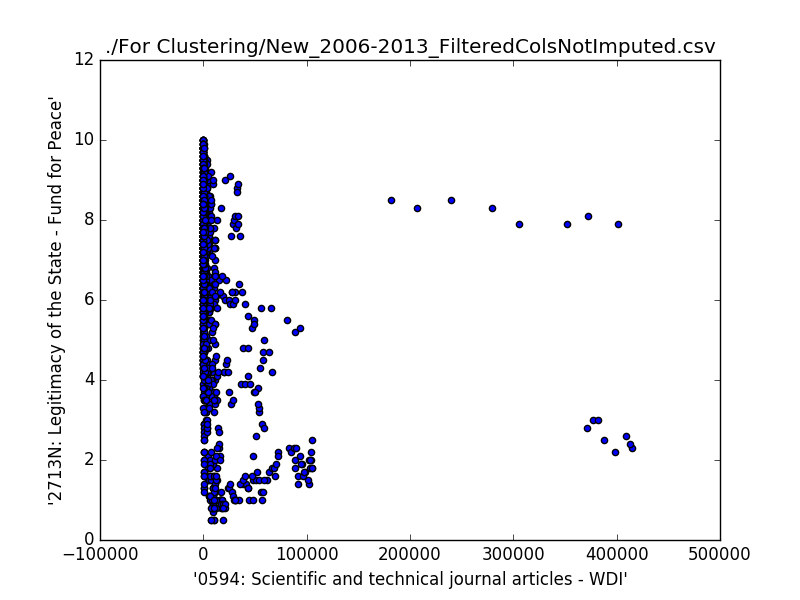 ./For Clustering/New_2006-2013_FilteredColsNotImputed.csv
12
10
8
6
4
2
0
'2713N: Legitimacy of the State - Fund for Peace'
−100000 0 100000 200000 300000 400000 500000
'0594: Scientific and technical journal articles - WDI'